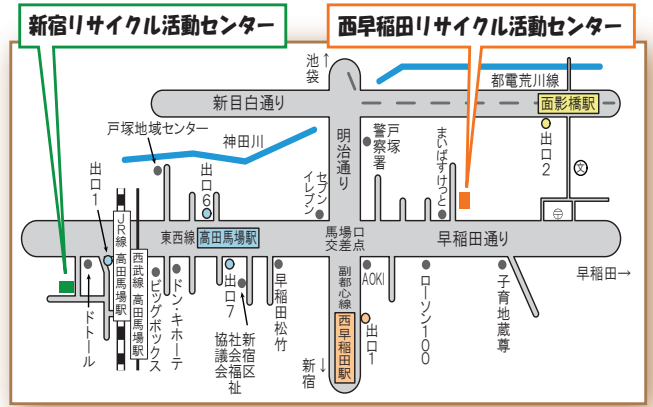 新宿リサイクル活動センター
西早稲田リサイクル活動センター
池袋↑
都電荒川線
新目白通り
面影橋駅
戸塚地域センター
神田川
明治通り
戸塚警察署
まいばすけっと
出口2
文
出口1
出口6
セブンイレブン
JR線 高田馬場駅
西武線 高田馬場駅
東西線
高田馬場駅
馬場口
交差点
早稲田通り
早稲田→
ドトール
ビッグボックス
ドン・キホーテ
出口7
新宿区
社会福祉
協議会
早稲田松竹
副都心線
西早稲田駅
AOKI
出口1
ローソン100
子育地蔵尊
新宿↓